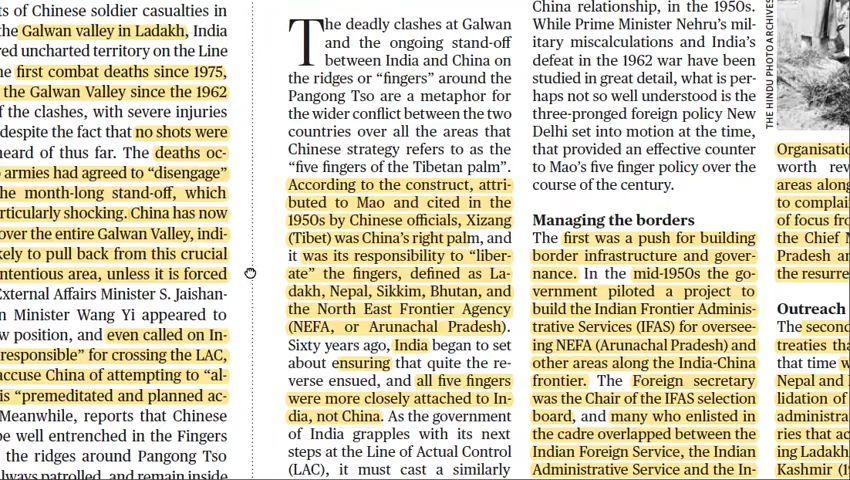 ts of Chinese soldier casualties in
the Galwan valley in Ladakh, India
red uncharted territory on the Line
he first combat deaths since 1975,
the Galwan Valley since the 1962
f the clashes, with severe injuries
despite the fact that no shots were
heard of thus far. The deaths oc-
armies had agreed to “disengage”
he month-long stand-off, which
rticularly shocking. China has now
over the entire Galwan Valley, indi-
kely to pull back from this crucial
ntentious area, unless it is forced
External Affairs Minister S. Jaishan-
n Minister Wang Yi appeared to
w position, and even called on In-
responsible” for crossing the LAC,
accuse China of attempting to “al-
is “premeditated and planned ac-
Meanwhile, reports that Chinese
be well entrenched in the Fingers
the ridges around Pangong Tso
always patrolled, and remain inside
The deadly clashes at Galwan
and the ongoing stand-off
between India and China on
the ridges or “fingers” around the
Pangong Tso are a metaphor for
the wider conflict between the two
countries over all the areas that
Chinese strategy refers to as the
“five fingers of the Tibetan palm”.
According to the construct, attri-
buted to Mao and cited in the
1950s by Chinese officials, Xizang
(Tibet) was China’s right palm, and
it was its responsibility to “liber-
ate” the fingers, defined as La-
dakh, Nepal, Sikkim, Bhutan, and
the North East Frontier Agency
(NEFA, or Arunachal Pradesh).
Sixty years ago, India began to set
about ensuring that quite the re-
verse ensued, and all five fingers
were more closely attached to In-
dia, not China. As the government
of India grapples with its next
steps at the Line of Actual Control
(LAC), it must cast a similarly
China relationship, in the 1950s.
While Prime Minister Nehru’s mil-
itary miscalculations and India’s
defeat in the 1962 war have been
studied in great detail, what is per-
haps not so well understood is the
three-pronged foreign policy New
Delhi set into motion at the time,
that provided an effective counter
to Mao’s five finger policy over the
course of the century.
Managing the borders
The first was a push for building
border infrastructure and gover-
nance. In the mid-1950s the go-
vernment piloted a project to
build the Indian Frontier Adminis-
trative Services (IFAS) for oversee-
ing NEFA (Arunachal Pradesh) and
other areas along the India-China
frontier. The Foreign secretary
was the Chair of the IFAS selection
board, and many who enlisted in
the cadre overlapped between the
Indian Foreign Service, the Indian
Administrative Service and the In-
THE HINDU PHOTO ARCHIVES
Organisatio
worth rev
areas along
to complai
of focus fro
the Chief M
Pradesh an
the resurre
Outreach
The second
treaties tha
that time w
Nepal and
lidation of
administra
ries that ac
ing Ladakh
Kashmir (19